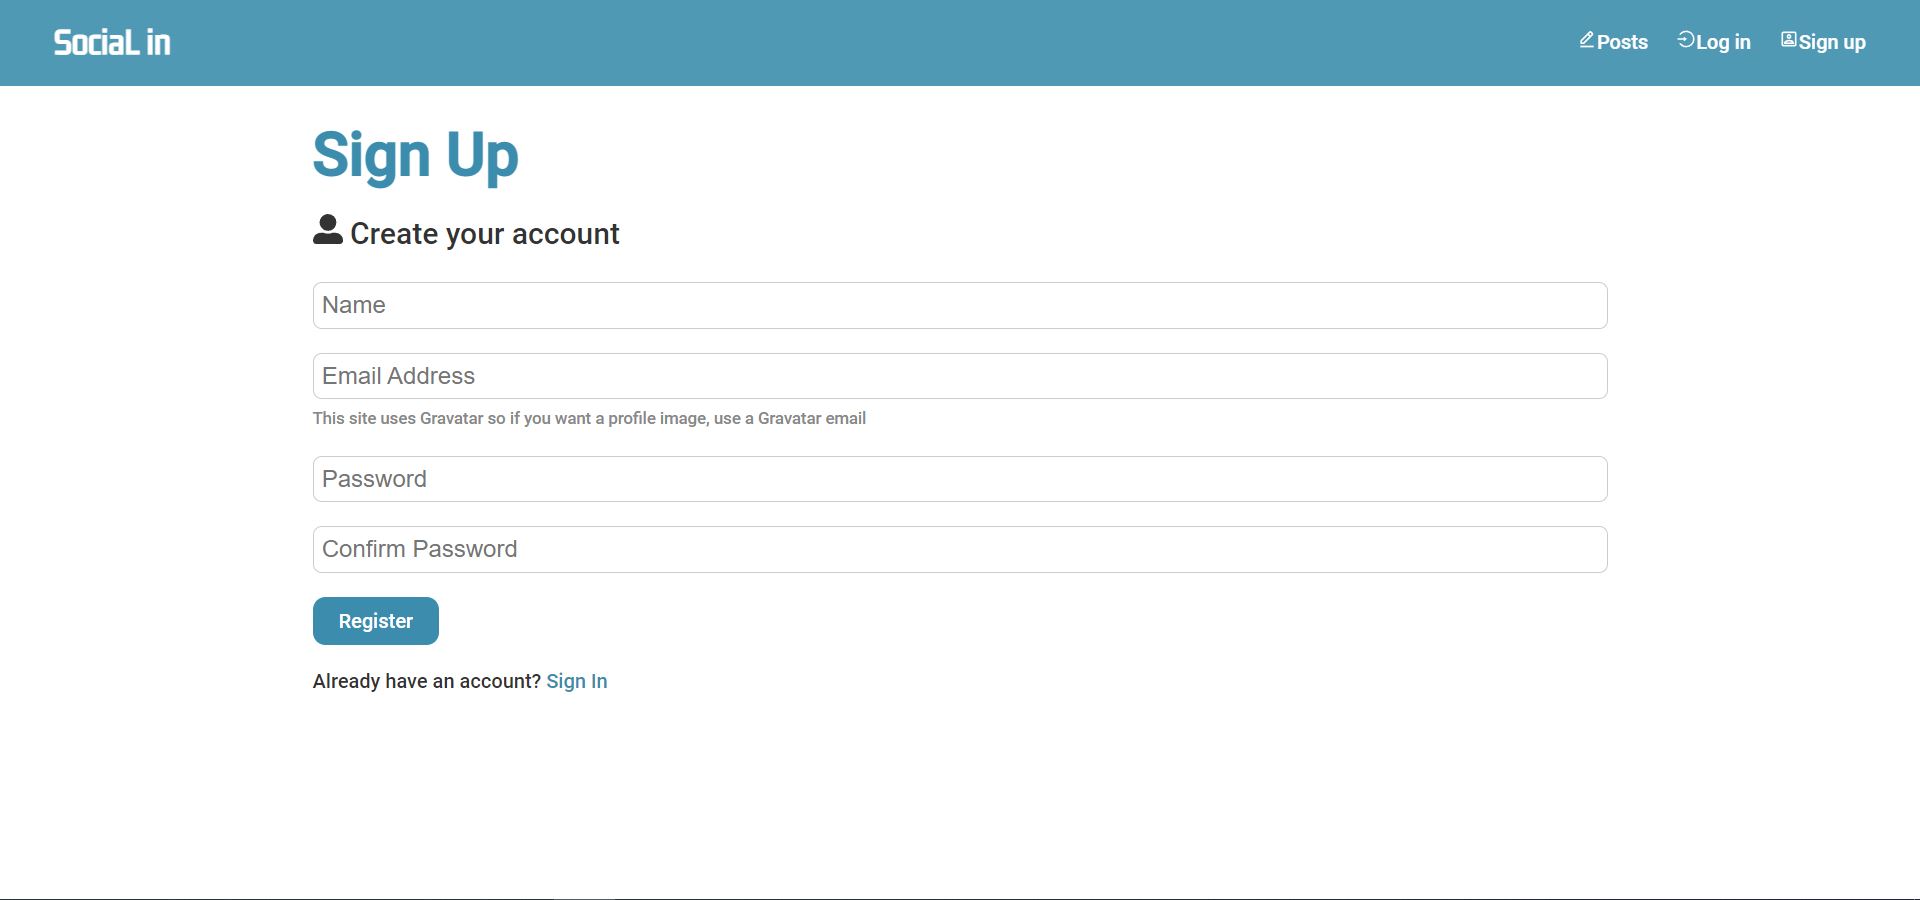 SociaL in
Posts Log in Sign up
Sign Up
Create your account
Name
Email Address
This site uses Gravatar so if you want a profile image, use a Gravatar email
Password
Confirm Password
Register
Already have an account? Sign In